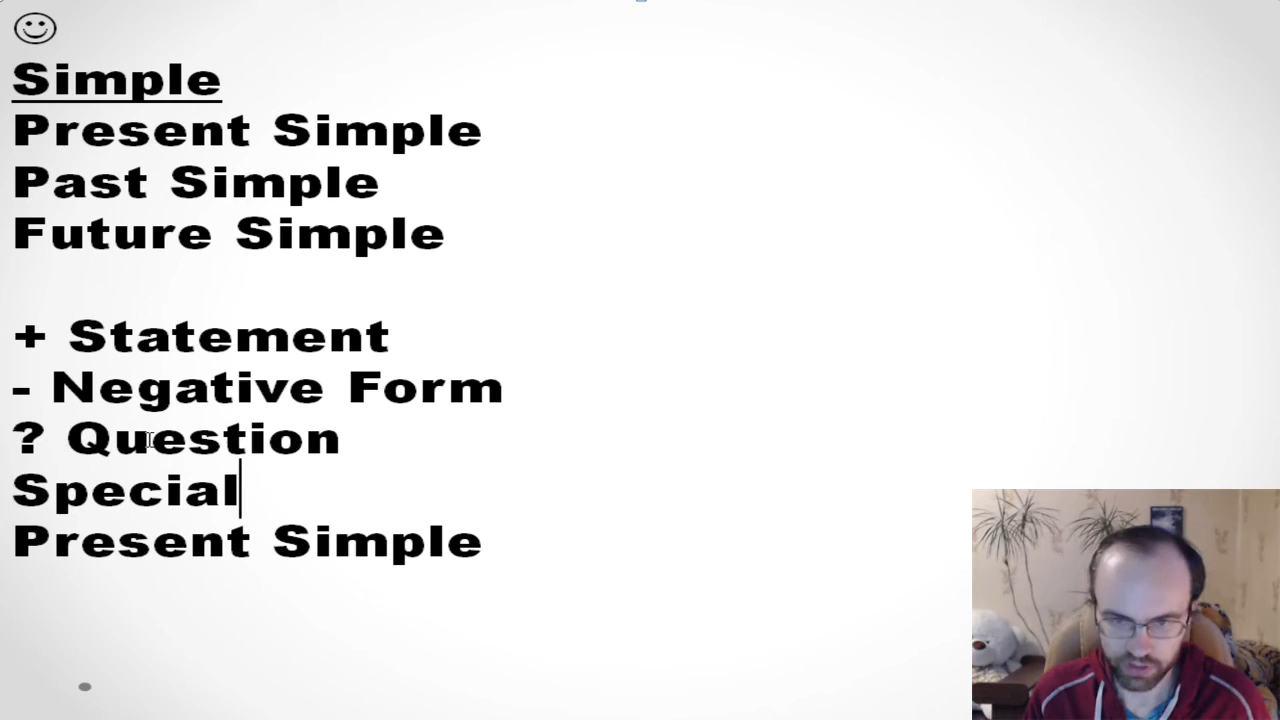 Simple
Present Simple
Past Simple
Future Simple
+ Statement
- Negative Form
? Question
Special
Present Simple